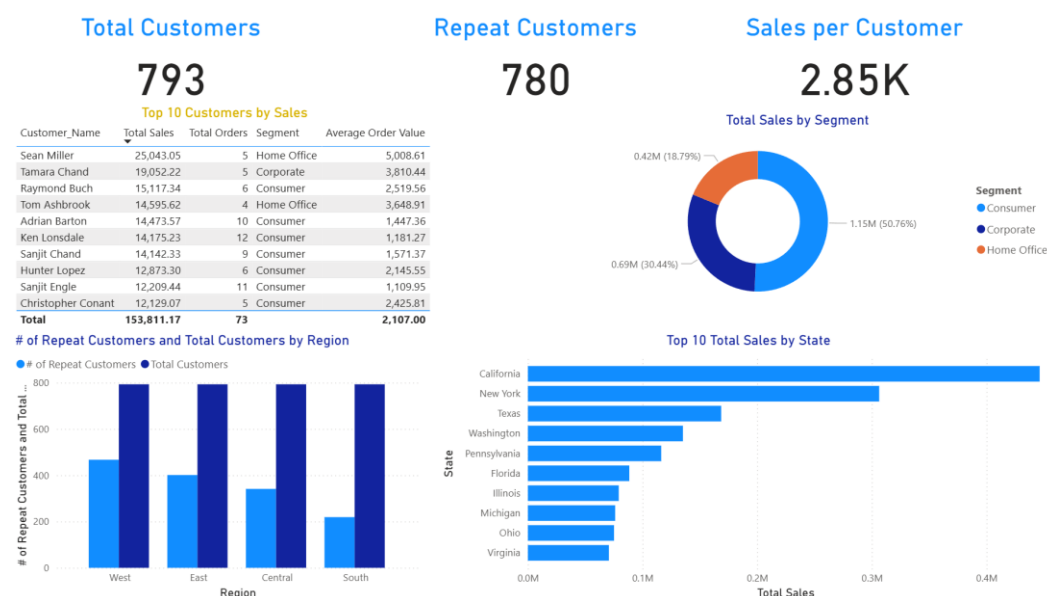 Total Customers
Repeat Customers
Sales per Customer
793
780
2.85K
Top 10 Customers by Sales
Customer_Name Total Sales Total Orders Segment Average Order Value
Sean Miller 25,043.05 5 Home Office 5,008.61
Tamara Chand 19,052.22 5 Corporate 3,810.44
Raymond Buch 15,117.34 6 Consumer 2,519.56
Tom Ashbrook 14,595.62 4 Home Office 3,648.91
Adrian Barton 14,473.57 10 Consumer 1,447.36
Ken Lonsdale 14,175.23 12 Consumer 1,181.27
Sanjit Chand 14,142.33 9 Consumer 1,571.37
Hunter Lopez 12,873.30 6 Consumer 2,145.55
Sanjit Engle 12,209.44 11 Consumer 1,109.95
Christopher Conant 12,129.07 5 Consumer 2,425.81
Total 153,811.17 73 2,107.00
Total Sales by Segment
0.42M (18.79%)
1.15M (50.76%)
0.69M (30.44%)
Segment
Consumer
Corporate
Home Office
# of Repeat Customers and Total Customers by Region
# of Repeat Customers Total Customers
# of Repeat Customers and Total ...
800
600
400
200
0
West East Central South
Region
Top 10 Total Sales by State
State
California
New York
Texas
Washington
Pennsylvania
Florida
Illinois
Michigan
Ohio
Virginia
0.0M 0.1M 0.2M 0.3M 0.4M
Total Sales